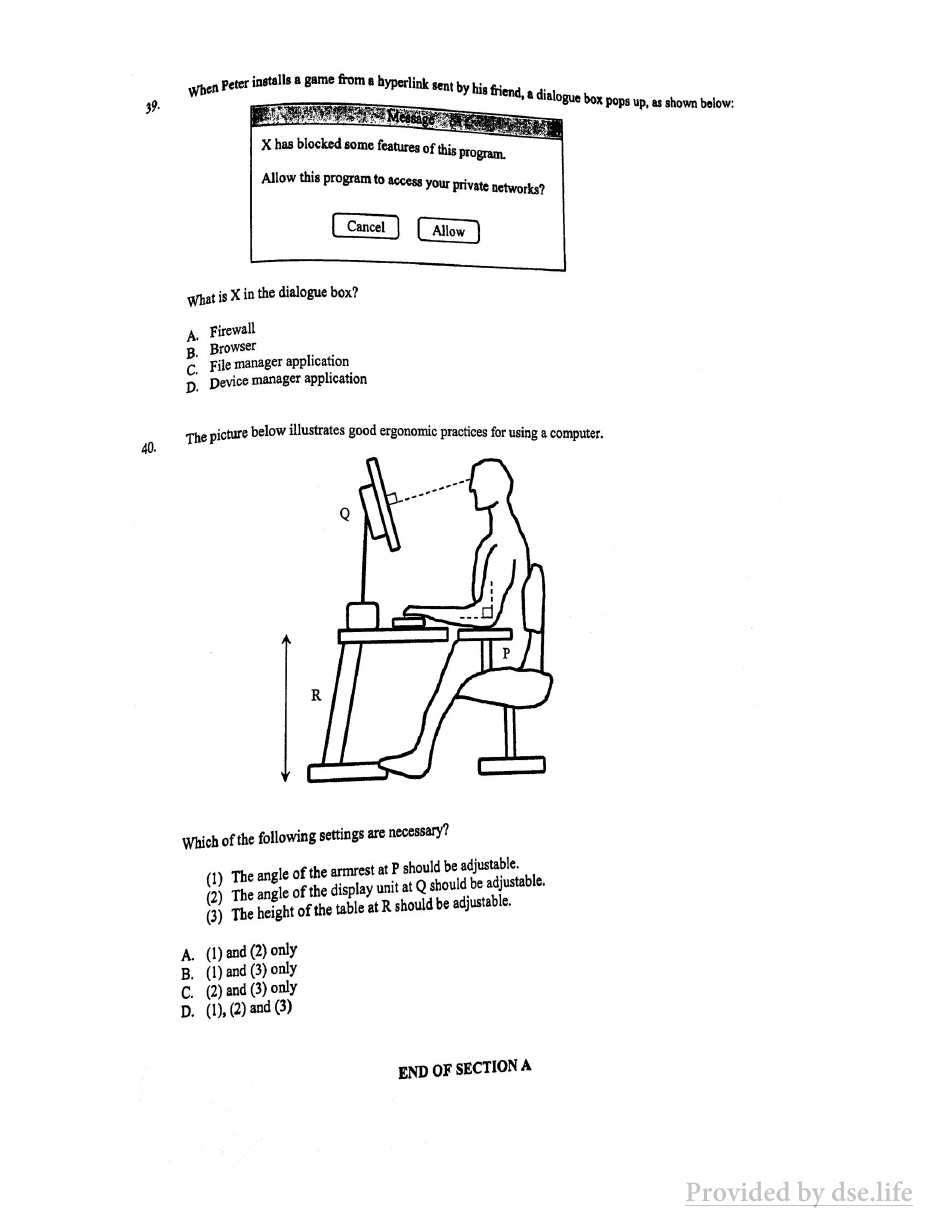 39. When Peter installs a game from a hyperlink sent by his friend, a dialogue box pops up, as shown below:
Message
X has blocked some features of this program.
Allow this program to access your private networks?
Cancel Allow
What is X in the dialogue box?
A. Firewall
B. Browser
C. File manager application
D. Device manager application
40. The picture below illustrates good ergonomic practices for using a computer.
Q
P
R
Which of the following settings are necessary?
(1) The angle of the armrest at P should be adjustable.
(2) The angle of the display unit at Q should be adjustable.
(3) The height of the table at R should be adjustable.
A. (1) and (2) only
B. (1) and (3) only
C. (2) and (3) only
D. (1), (2) and (3)
END OF SECTION A
Provided by dse.life